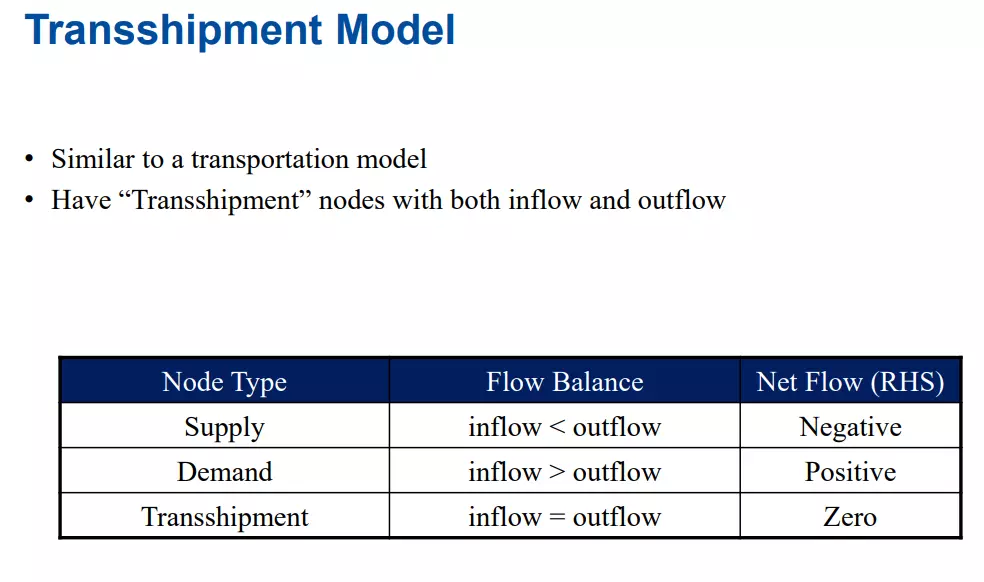 Transshipment Model
• Similar to a transportation model
• Have “Transshipment” nodes with both inflow and outflow
Node Type Flow Balance Net Flow (RHS)
Supply inflow < outflow Negative
Demand inflow > outflow Positive
Transshipment inflow = outflow Zero